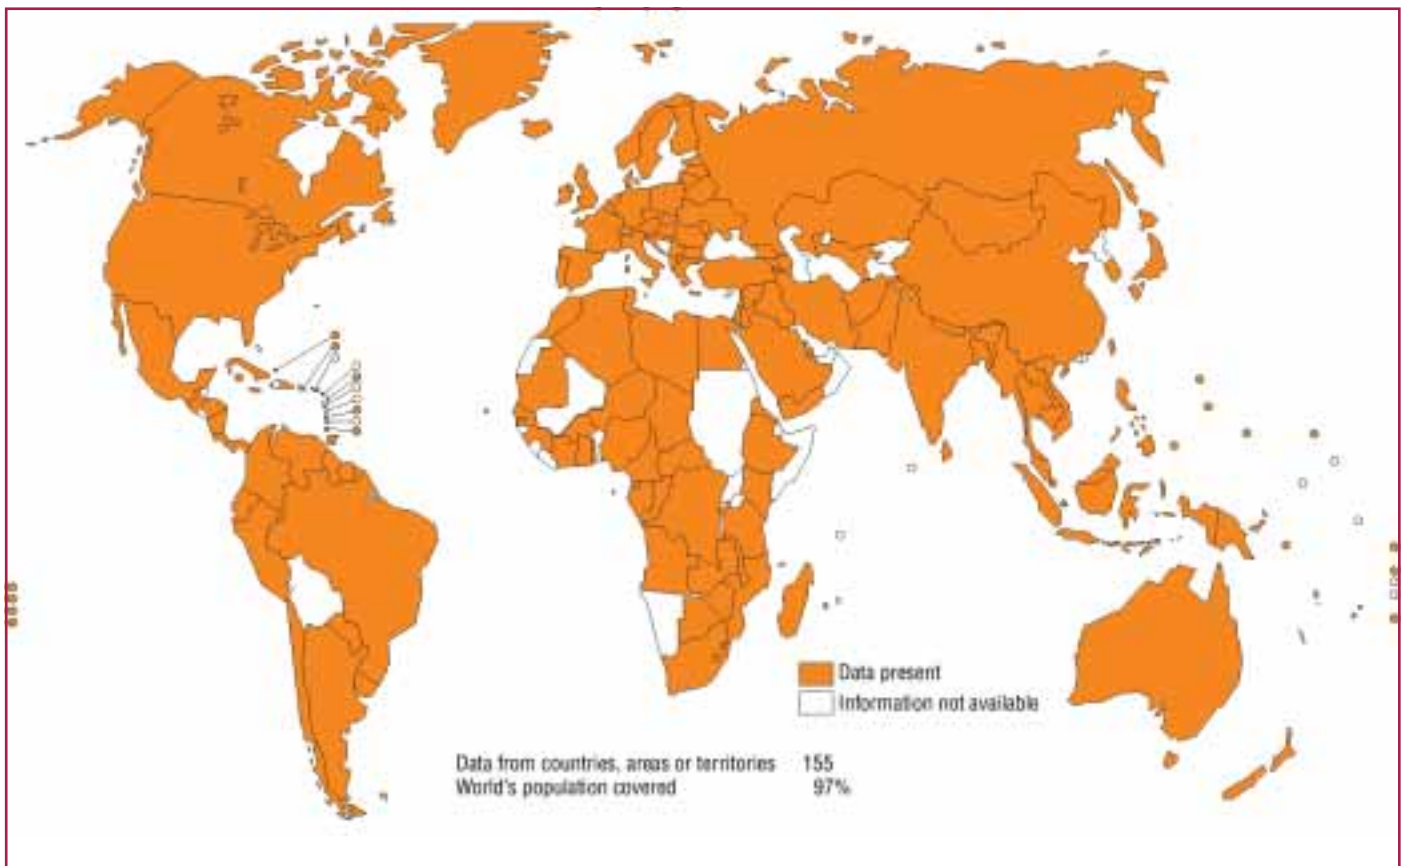 Data present
Information not available
Data from countries, areas or territories 155
World's population covered 97%